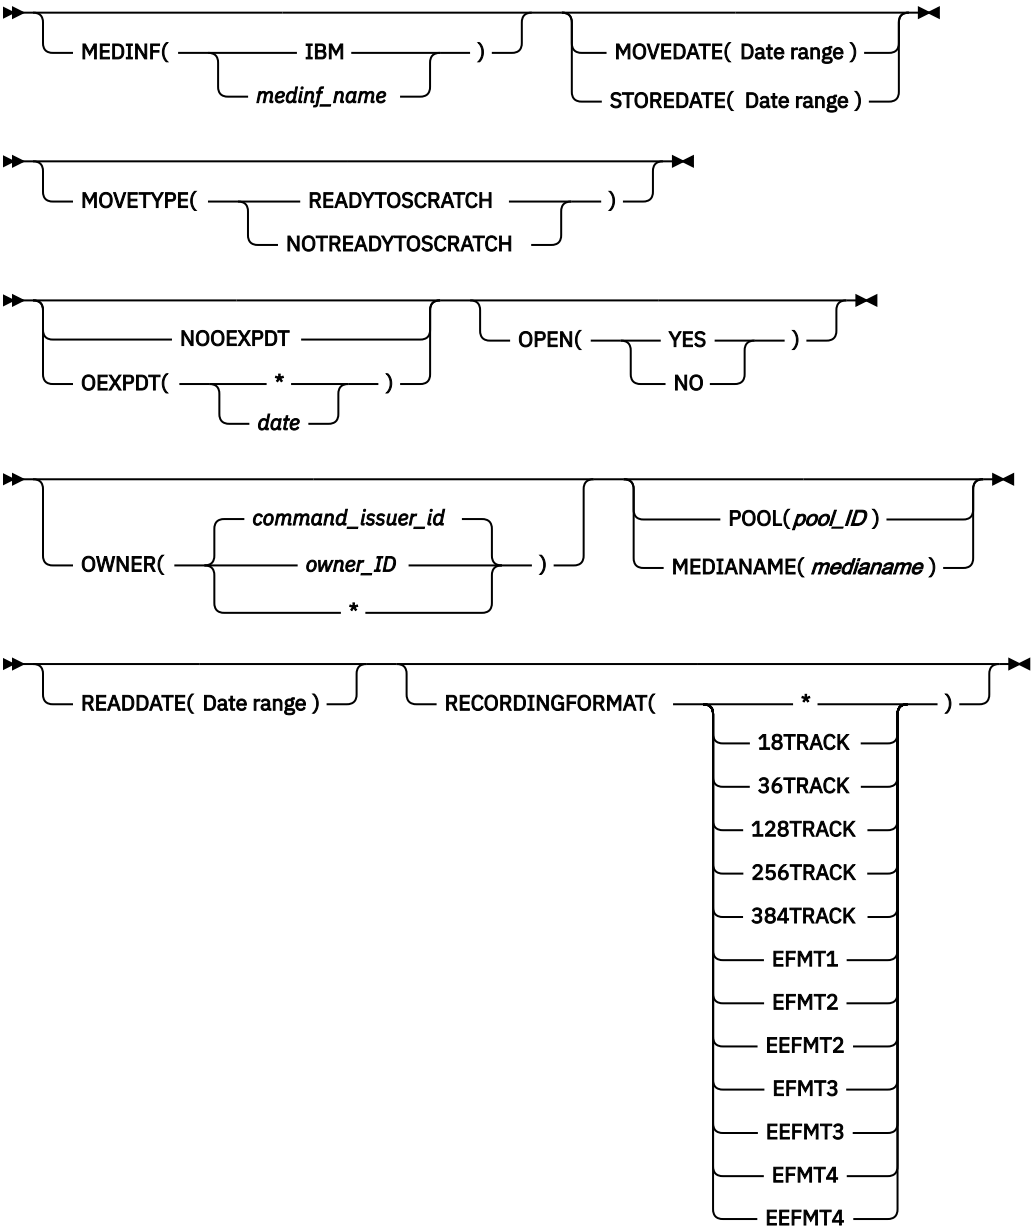 MEDINF( IBM )
medinf_name
MOVEDATE( Date range )
STOREDATE( Date range )
MOVETYPE( READYTOSCRATCH )
NOTREADYTOSCRATCH
NOOEXPDT
OEXPDT( * )
date
OPEN( YES )
NO
command_issuer_id
OWNER( owner_ID )
*
POOL( pool_ID )
MEDIANAME( medianame )
READDATE( Date range )
RECORDINGFORMAT( * )
18TRACK
36TRACK
128TRACK
256TRACK
384TRACK
EFMT1
EFMT2
EEFMT2
EFMT3
EEFMT3
EFMT4
EEFMT4